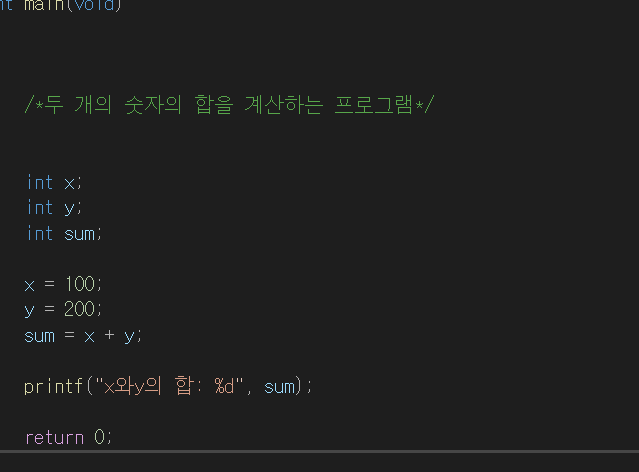 int main(void)
/*두 개의 숫자의 합을 계산하는 프로그램*/
int x;
int y;
int sum;
x = 100;
y = 200;
sum = x + y;
printf("x와y의 합: %d", sum);
return 0;